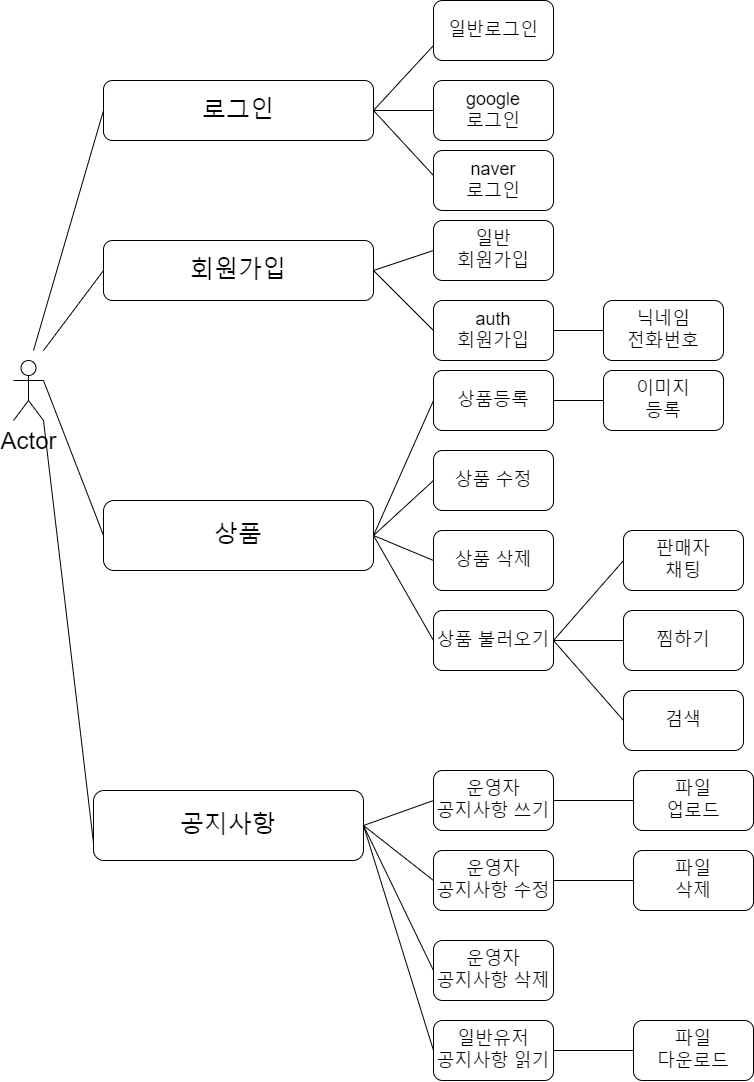 일반로그인
로그인
google
로그인
naver
로그인
회원가입
일반
회원가입
auth
회원가입
닉네임
전화번호
Actor
상품
상품등록
이미지
등록
상품 수정
상품 삭제
상품 불러오기
판매자
채팅
찜하기
검색
공지사항
운영자
공지사항 쓰기
파일
업로드
운영자
공지사항 수정
파일
삭제
운영자
공지사항 삭제
일반유저
공지사항 읽기
파일
다운로드